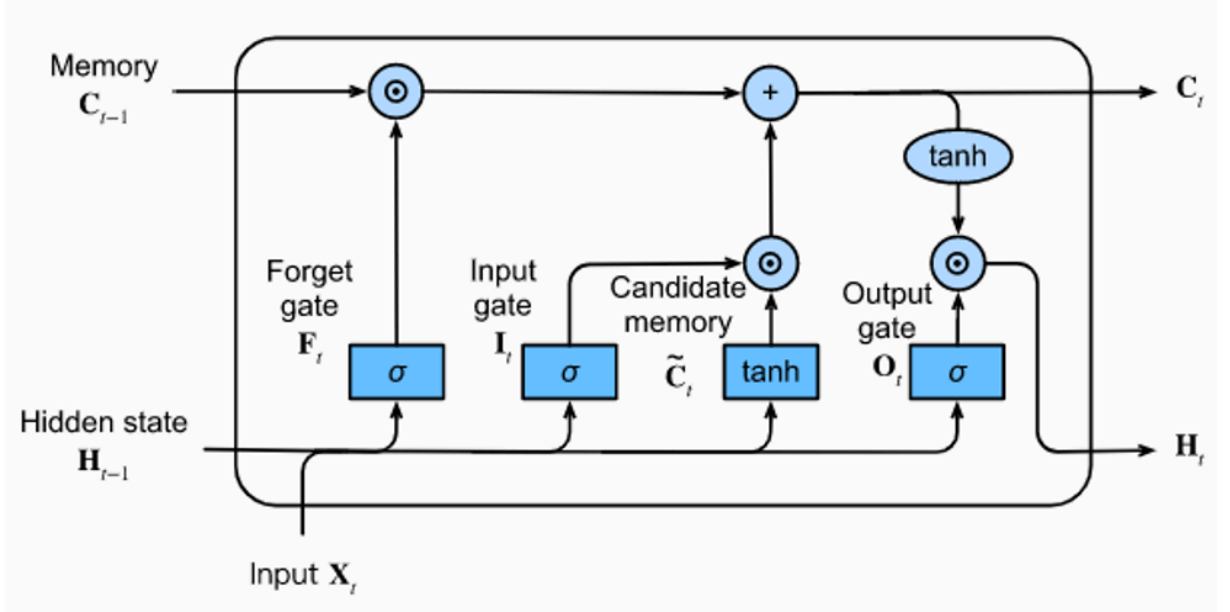 Memory
C_{t-1}
⊙
+
C_t
tanh
Forget
gate
F_t
σ
Input
gate
I_t
σ
⊙
Candidate
memory
C̃_t
tanh
⊙
Output
gate
O_t
σ
Hidden state
H_{t-1}
H_t
Input X_t